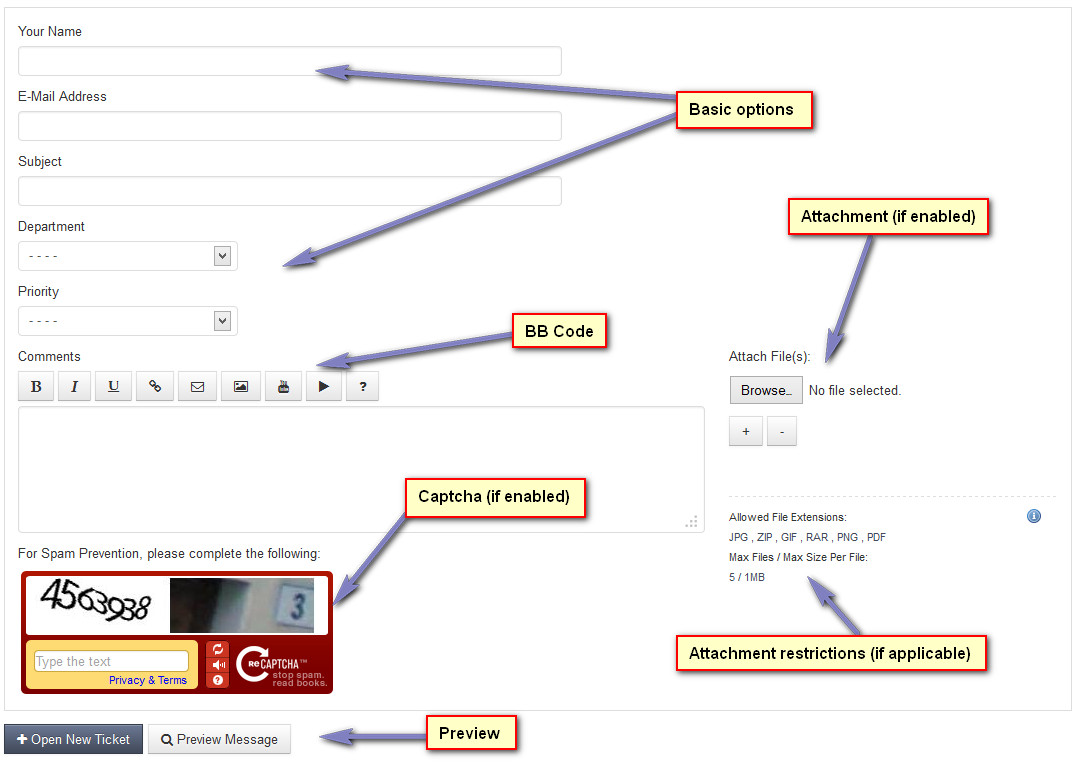 Your Name
Basic options
E-Mail Address
Subject
Department
- - - -
Attachment (if enabled)
Priority
- - - -
BB Code
Comments
B I U ?
Attach File(s):
Browse... No file selected.
+ -
Captcha (if enabled)
Allowed File Extensions:
JPG , ZIP , GIF , RAR , PNG , PDF
Max Files / Max Size Per File:
5 / 1MB
For Spam Prevention, please complete the following:
4563938 3
Type the text
Privacy & Terms
?
reCAPTCHA™
stop spam.
read books.
Attachment restrictions (if applicable)
Open New Ticket Preview Message
Preview